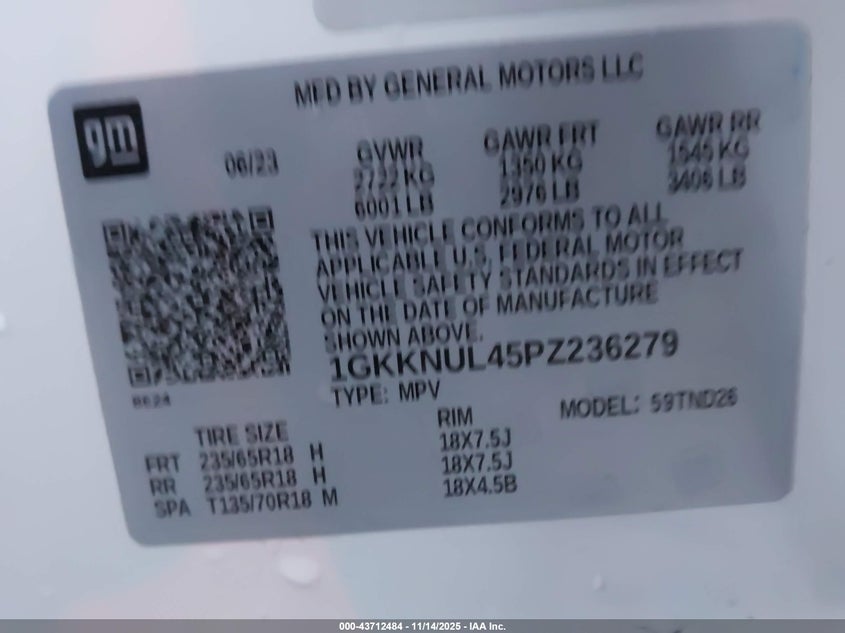 MFD BY GENERAL MOTORS LLC
gm
06/23
GVWR
2722 KG
6001 LB
GAWR FRT
1350 KG
2976 LB
GAWR RR
1545 KG
3406 LB
THIS VEHICLE CONFORMS TO ALL
APPLICABLE U.S. FEDERAL MOTOR
VEHICLE SAFETY STANDARDS IN EFFECT
ON THE DATE OF MANUFACTURE
SHOWN ABOVE.
1GKKNUL45PZ236279
TYPE: MPV
MODEL: 59TND26
TIRE SIZE
RIM
FRT 235/65R18 H 18X7.5J
RR 235/65R18 H 18X7.5J
SPA T135/70R18 M 18X4.5B
000-43712484 - 11/14/2025 - IAA Inc.